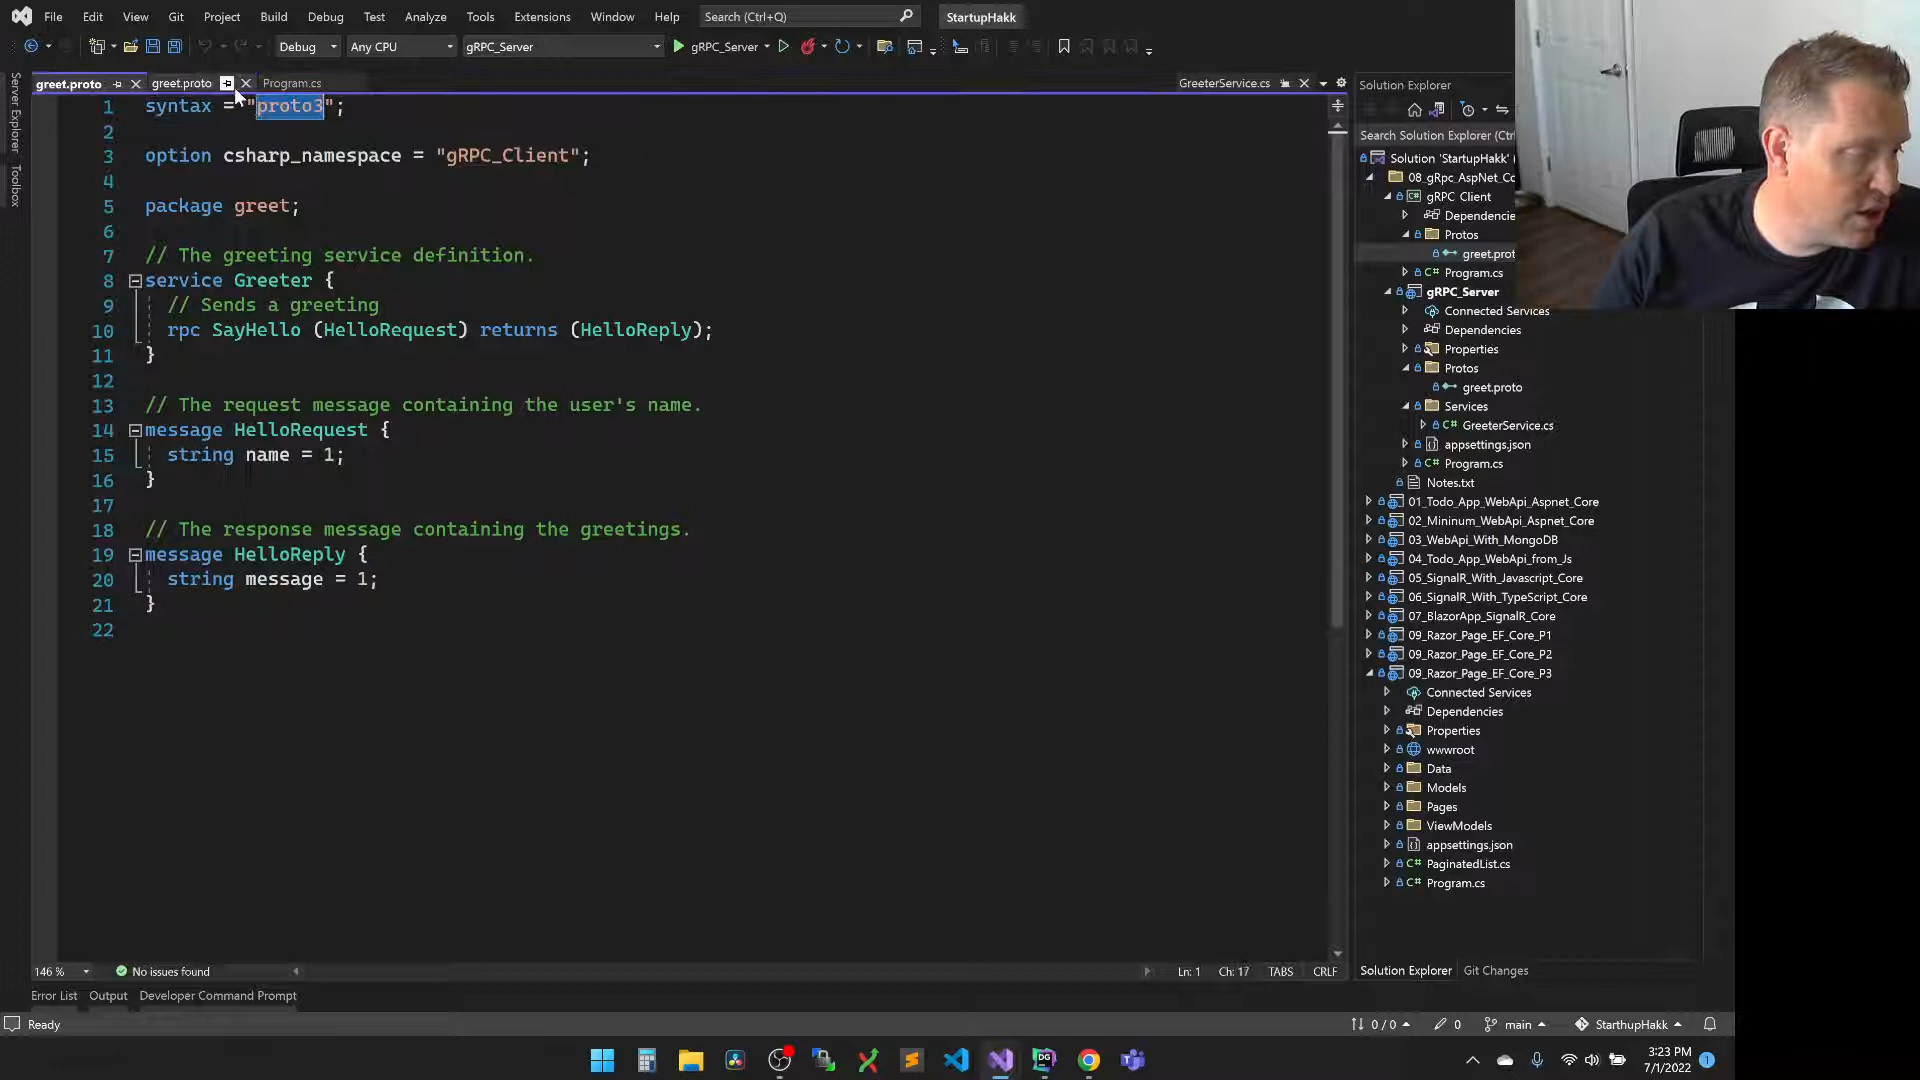 File Edit View Git Project Build Debug Test Analyze Tools Extensions Window Help Search (Ctrl+Q) StartupHakk
Debug Any CPU gRPC_Server gRPC_Server
greet.proto greet.proto Program.cs GreeterService.cs
Server Explorer
Toolbox
1 syntax = "proto3";
2
3 option csharp_namespace = "gRPC_Client";
4
5 package greet;
6
7 // The greeting service definition.
8 service Greeter {
9 // Sends a greeting
10 rpc SayHello (HelloRequest) returns (HelloReply);
11 }
12
13 // The request message containing the user's name.
14 message HelloRequest {
15 string name = 1;
16 }
17
18 // The response message containing the greetings.
19 message HelloReply {
20 string message = 1;
21 }
22
146 % No issues found Ln: 1 Ch: 17 TABS CRLF
Error List Output Developer Command Prompt
Solution Explorer
Search Solution Explorer (Ctr
Solution 'StartupHakk' (
08_gRpc_AspNet_Co
gRPC Client
Dependencie
Protos
greet.prot
Program.cs
gRPC_Server
Connected Services
Dependencies
Properties
Protos
greet.proto
Services
GreeterService.cs
appsettings.json
Program.cs
Notes.txt
01_Todo_App_WebApi_Aspnet_Core
02_Mininum_WebApi_Aspnet_Core
03_WebApi_With_MongoDB
04_Todo_App_WebApi_from_Js
05_SignalR_With_Javascript_Core
06_SignalR_With_TypeScript_Core
07_BlazorApp_SignalR_Core
09_Razor_Page_EF_Core_P1
09_Razor_Page_EF_Core_P2
09_Razor_Page_EF_Core_P3
Connected Services
Dependencies
Properties
wwwroot
Data
Models
Pages
ViewModels
appsettings.json
PaginatedList.cs
Program.cs
Solution Explorer Git Changes
Ready 0 / 0 0 main StarthupHakk
3:23 PM
7/1/2022
1